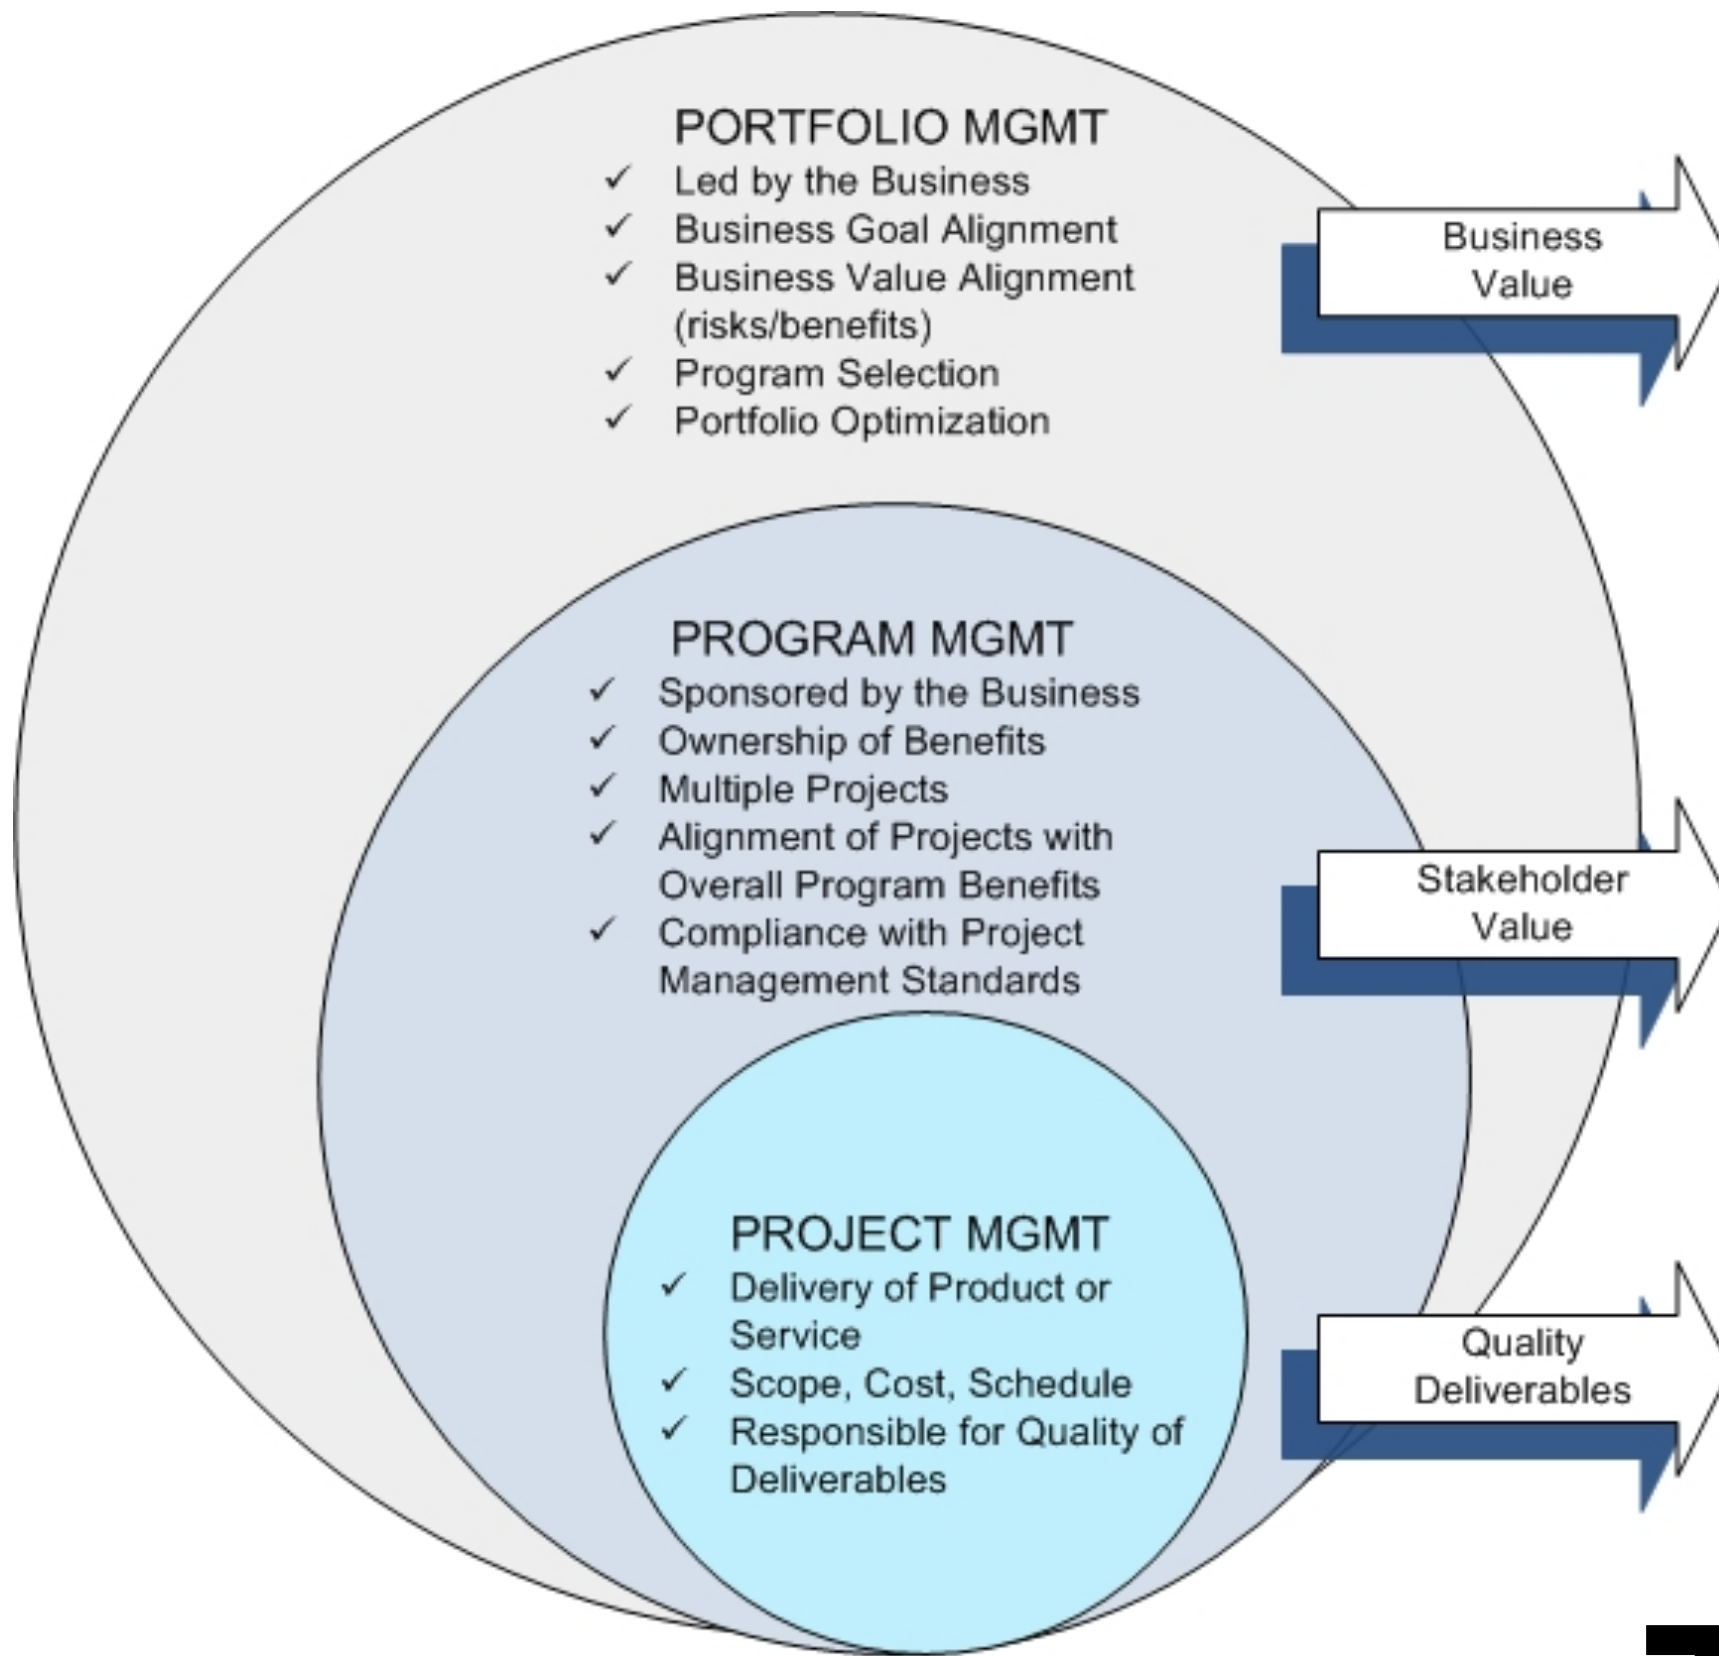 PORTFOLIO MGMT
✓ Led by the Business
✓ Business Goal Alignment
✓ Business Value Alignment
(risks/benefits)
✓ Program Selection
✓ Portfolio Optimization
Business
Value
PROGRAM MGMT
✓ Sponsored by the Business
✓ Ownership of Benefits
✓ Multiple Projects
✓ Alignment of Projects with
Overall Program Benefits
✓ Compliance with Project
Management Standards
Stakeholder
Value
PROJECT MGMT
✓ Delivery of Product or
Service
✓ Scope, Cost, Schedule
✓ Responsible for Quality of
Deliverables
Quality
Deliverables